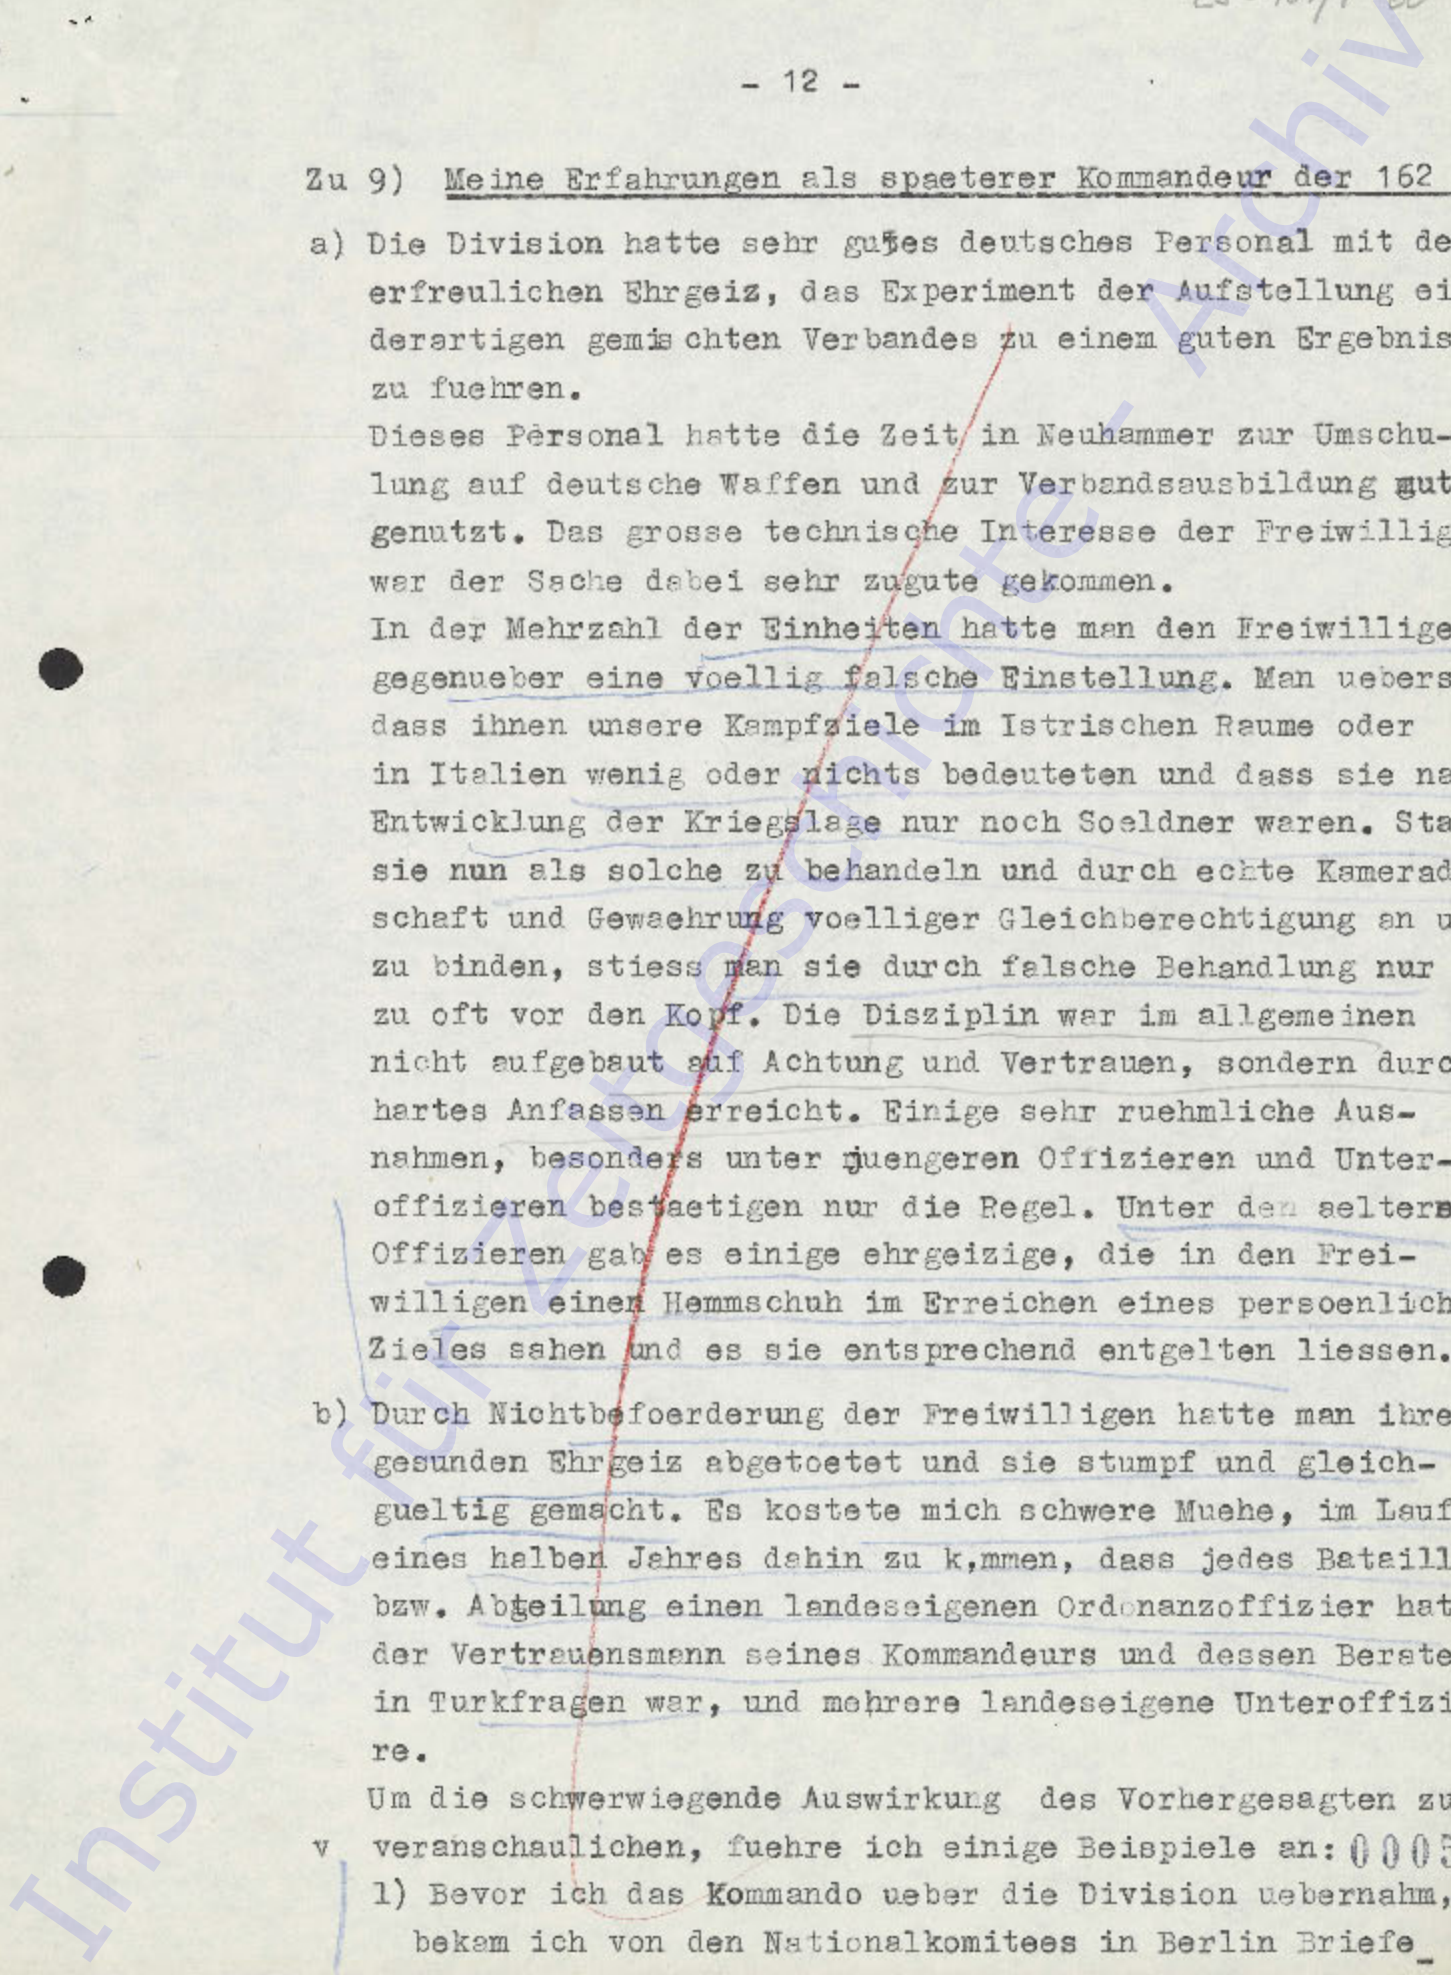 - 12 -
Zu 9) Meine Erfahrungen als spaeterer Kommandeur der 162
a) Die Division hatte sehr gutes deutsches Personal mit de
erfreulichen Ehrgeiz, das Experiment der Aufstellung ei
derartigen gemischten Verbandes zu einem guten Ergebnis
zu fuehren.
Dieses Personal hatte die Zeit in Neuhammer zur Umschu-
lung auf deutsche Waffen und zur Verbandsausbildung gut
genutzt. Das grosse technische Interesse der Freiwillig
war der Sache dabei sehr zugute gekommen.
In der Mehrzahl der Einheiten hatte man den Freiwillige
gegenueber eine voellig falsche Einstellung. Man uebers
dass ihnen unsere Kampfziele im Istrischen Raume oder
in Italien wenig oder nichts bedeuteten und dass sie na
Entwicklung der Kriegslage nur noch Soeldner waren. Sta
sie nun als solche zu behandeln und durch echte Kamerad
schaft und Gewaehrung voelliger Gleichberechtigung an u
zu binden, stiess man sie durch falsche Behandlung nur
zu oft vor den Kopf. Die Disziplin war im allgemeinen
nicht aufgebaut auf Achtung und Vertrauen, sondern durc
hartes Anfassen erreicht. Einige sehr ruehmliche Aus-
nahmen, besonders unter juengeren Offizieren und Unter-
offizieren bestaetigen nur die Regel. Unter den aeltern
Offizieren gab es einige ehrgeizige, die in den Frei-
willigen einen Hemmschuh im Erreichen eines persoenlich
Zieles sahen und es sie entsprechend entgelten liessen.
b) Durch Nichtbefoerderung der Freiwilligen hatte man ihre
gesunden Ehrgeiz abgetoetet und sie stumpf und gleich-
gueltig gemacht. Es kostete mich schwere Muehe, im Lauf
eines halben Jahres dahin zu k,mmen, dass jedes Bataill
bzw. Abteilung einen landeseigenen Ordonanzoffizier hat
der Vertrauensmann seines Kommandeurs und dessen Berate
in Turkfragen war, und mehrere landeseigene Unteroffizi
re.
Um die schwerwiegende Auswirkung des Vorhergesagten zu
v veranschaulichen, fuehre ich einige Beispiele an: 0005
1) Bevor ich das Kommando ueber die Division uebernahm,
bekam ich von den Nationalkomitees in Berlin Briefe_
Institut für Zeitgeschichte - Archiv